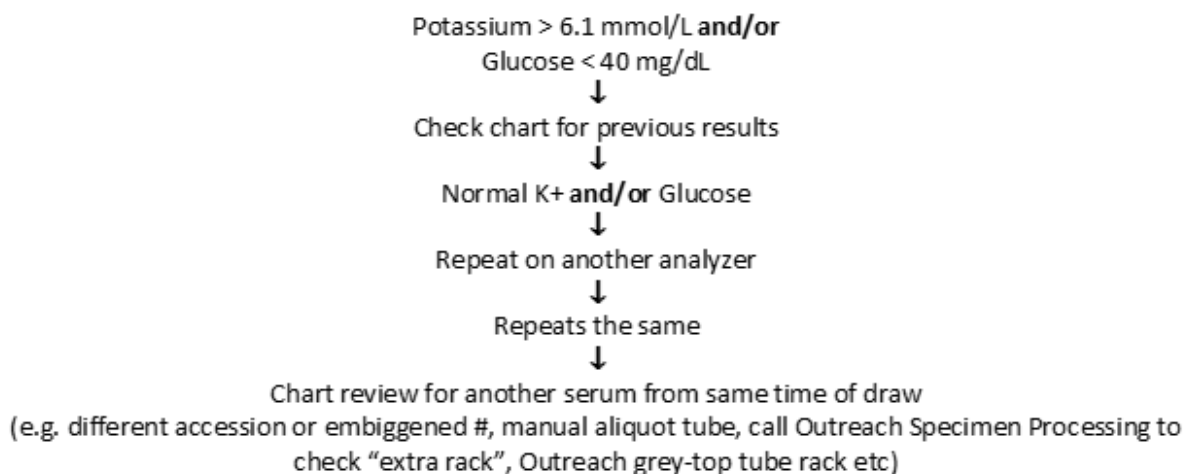 Potassium > 6.1 mmol/L and/or
Glucose < 40 mg/dL
↓
Check chart for previous results
↓
Normal K+ and/or Glucose
↓
Repeat on another analyzer
↓
Repeats the same
↓
Chart review for another serum from same time of draw
(e.g. different accession or embiggened #, manual aliquot tube, call Outreach Specimen Processing to
check “extra rack”, Outreach grey-top tube rack etc)